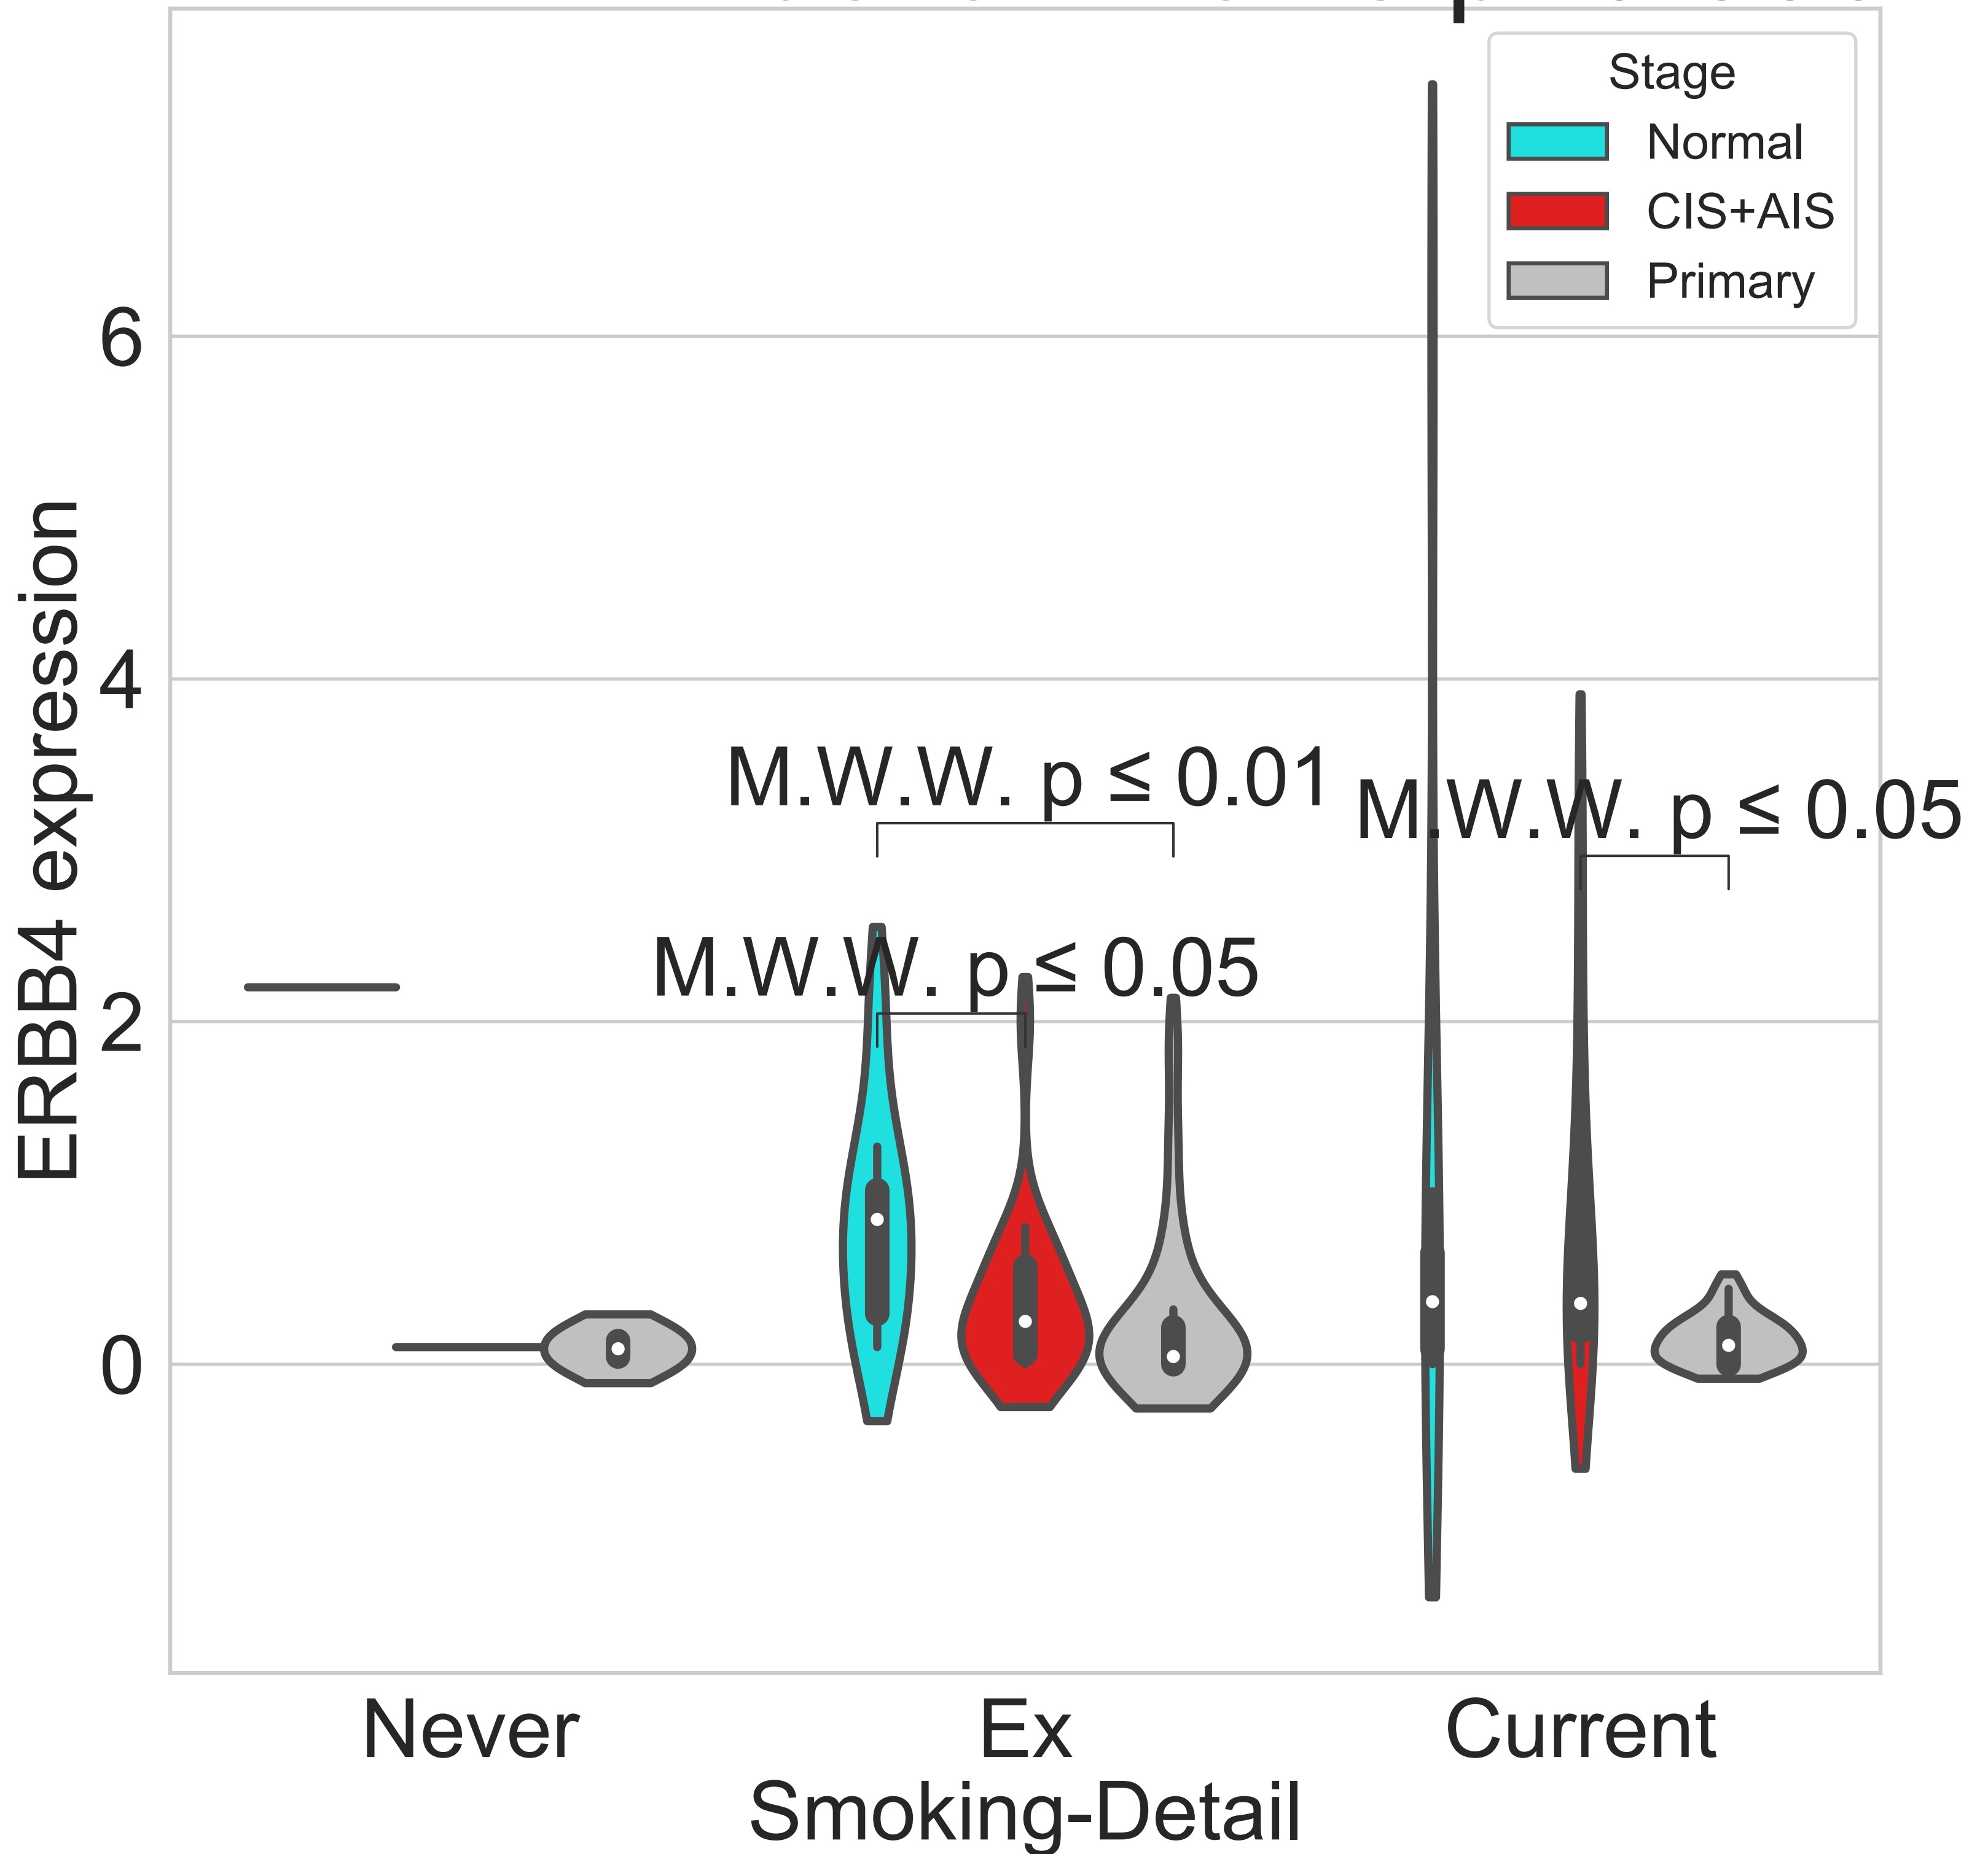 Stage
Normal
CIS+AIS
Primary
6
4
2
0
ERBB4 expression
M.W.W. p ≤ 0.01
M.W.W. p ≤ 0.05
M.W.W. p ≤ 0.05
Never
Ex
Current
Smoking-Detail